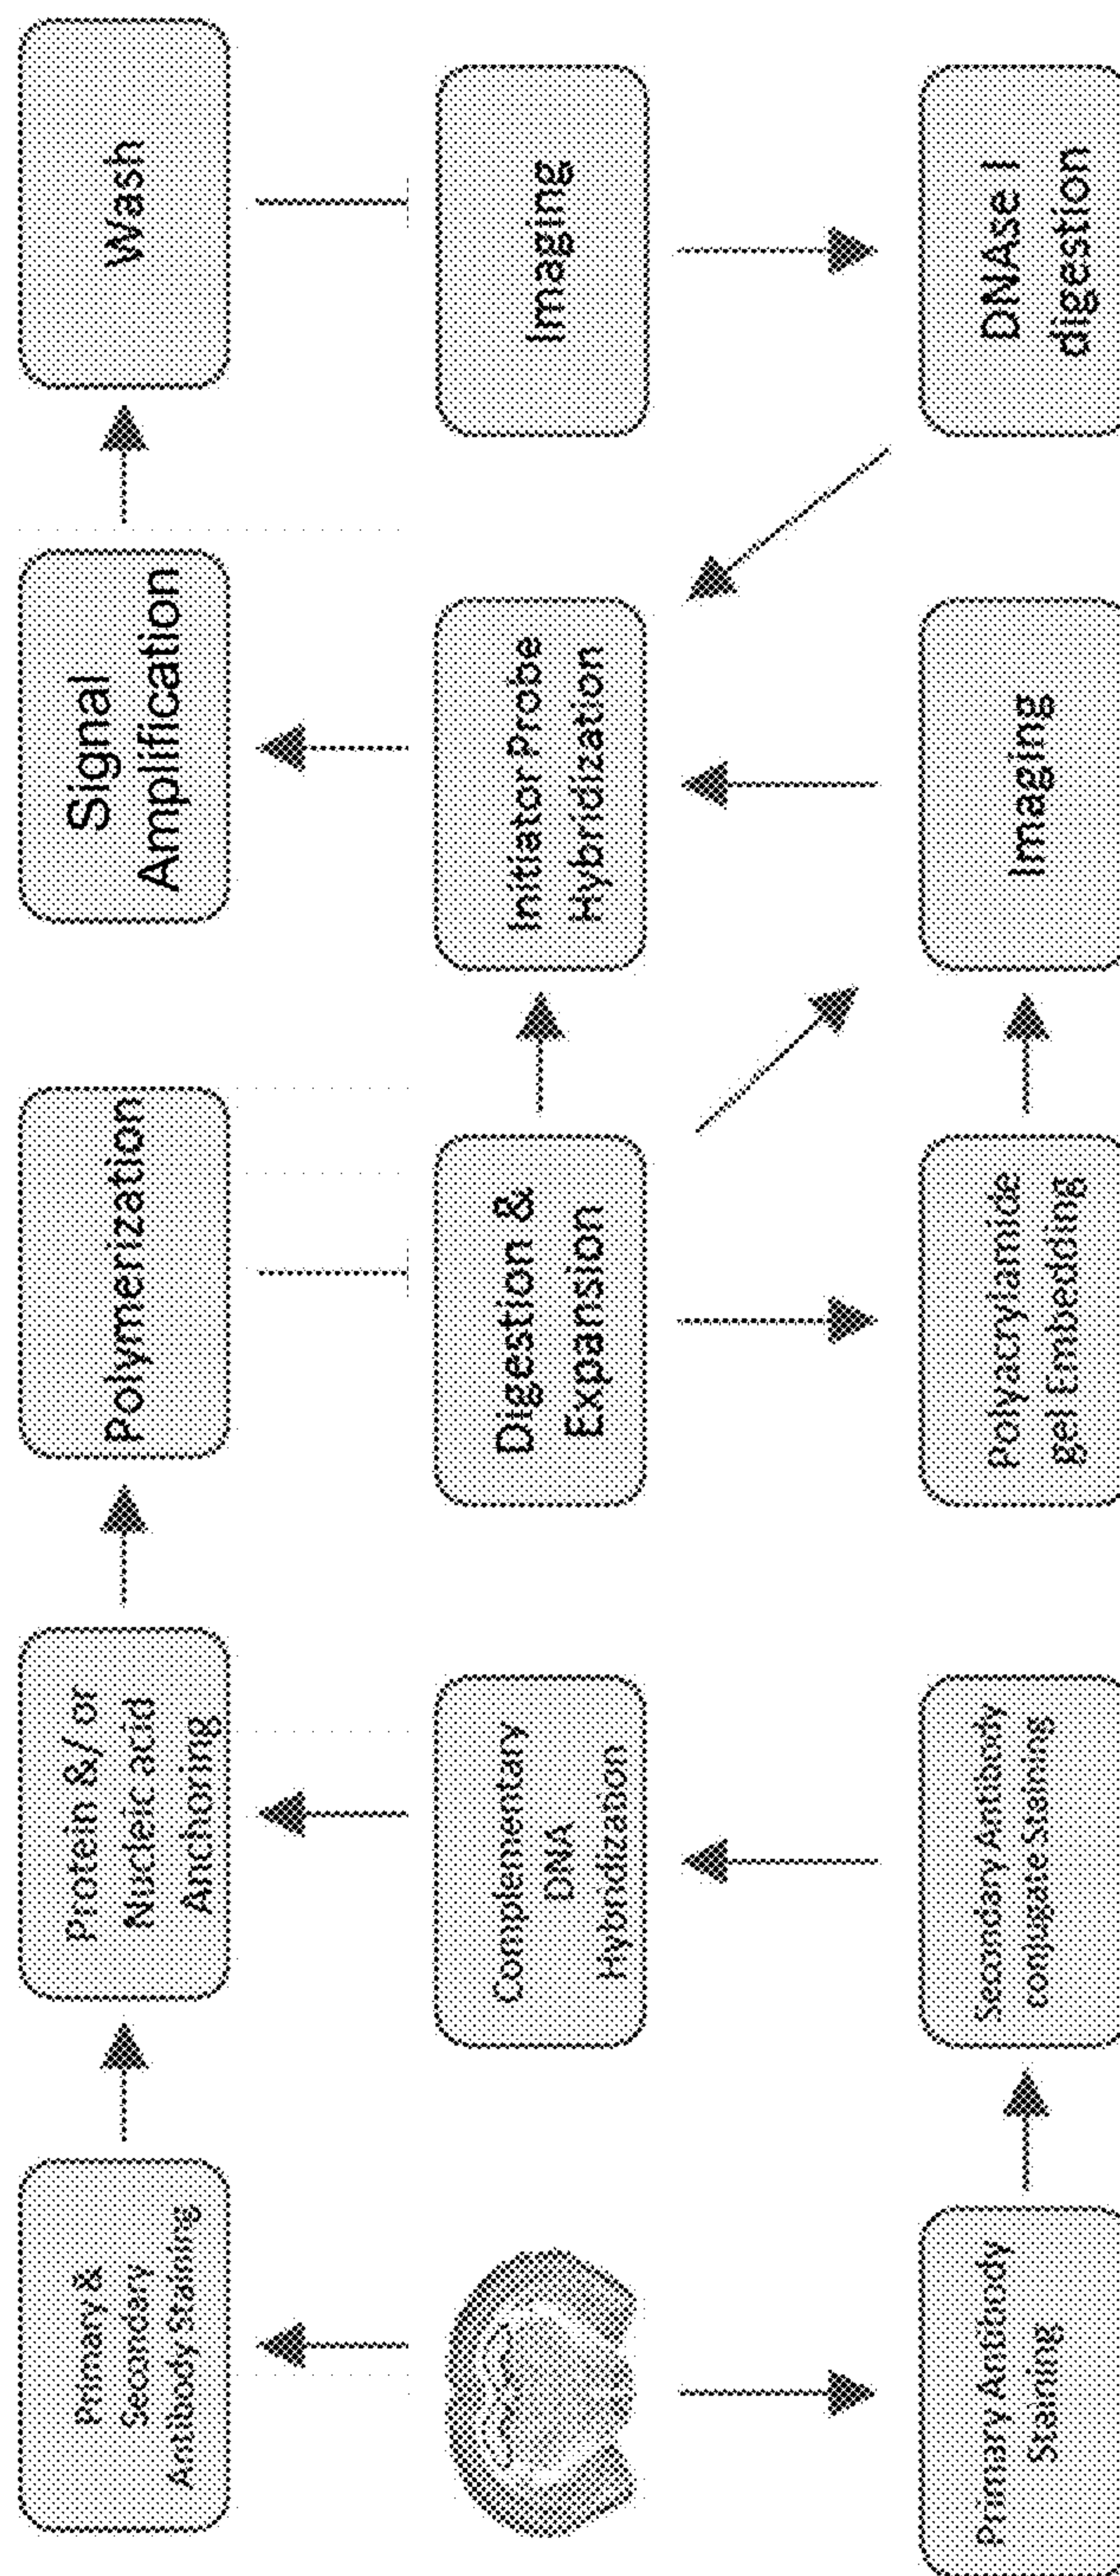 Primary &
Secondary
Antibody Staining
Protein &/ or
Nucleic acid
Anchoring
Polymerization
Signal
Amplification
Wash
Complementary
DNA
Hybridization
Digestion &
Expansion
Initiator Probe
Hybridization
Imaging
Primary Antibody
Staining
Secondary Antibody
conjugate Staining
Polyacrylamide
gel Embedding
Imaging
DNAse I
digestion